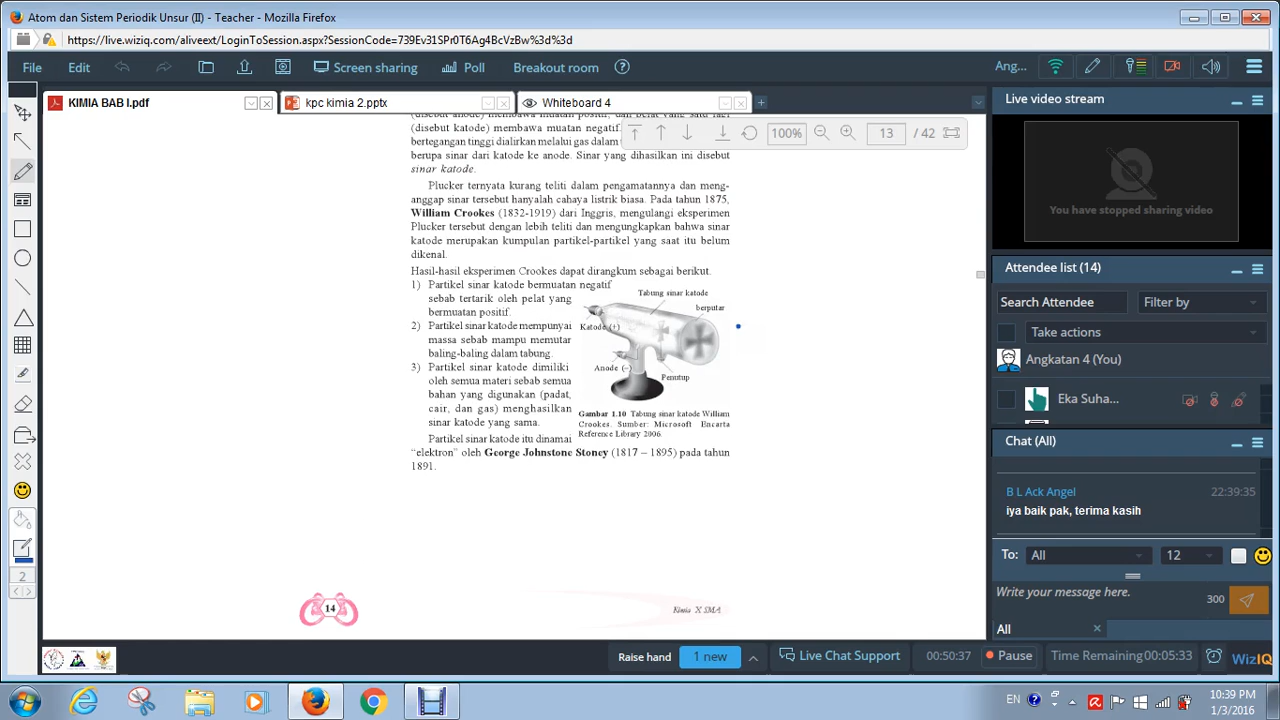 Atom dan Sistem Periodik Unsur (II) - Teacher - Mozilla Firefox
https://live.wiziq.com/aliveext/LoginToSession.aspx?SessionCode=739Ev31SPr0T6Ag4BcVzBw%3d%3d
File Edit Screen sharing Poll Breakout room ? Ang...
KIMIA BAB I.pdf kpc kimia 2.pptx Whiteboard 4
100% 13 / 42
(disebut anode) membawa muatan positif, dan pelat yang satu lagi
(disebut katode) membawa muatan negatif.
bertegangan tinggi dialirkan melalui gas dalam
berupa sinar dari katode ke anode. Sinar yang dihasilkan ini disebut
sinar katode.
Plucker ternyata kurang teliti dalam pengamatannya dan meng-
anggap sinar tersebut hanyalah cahaya listrik biasa. Pada tahun 1875,
William Crookes (1832-1919) dari Inggris, mengulangi eksperimen
Plucker tersebut dengan lebih teliti dan mengungkapkan bahwa sinar
katode merupakan kumpulan partikel-partikel yang saat itu belum
dikenal.
Hasil-hasil eksperimen Crookes dapat dirangkum sebagai berikut.
1) Partikel sinar katode bermuatan negatif
sebab tertarik oleh pelat yang
bermuatan positif.
2) Partikel sinar katode mempunyai
massa sebab mampu memutar
baling-baling dalam tabung.
3) Partikel sinar katode dimiliki
oleh semua materi sebab semua
bahan yang digunakan (padat,
cair, dan gas) menghasilkan
sinar katode yang sama.
Partikel sinar katode itu dinamai
"elektron" oleh George Johnstone Stoney (1817 – 1895) pada tahun
1891.
Tabung sinar katode
berputar
Katode (+)
Anode (−)
Penutup
Gambar 1.10 Tabung sinar katode William
Crookes. Sumber: Microsoft Encarta
Reference Library 2006.
14
Kimia X SMA
Live video stream
You have stopped sharing video
Attendee list (14)
Search Attendee Filter by
Take actions
Angkatan 4 (You)
Eka Suha...
Chat (All)
B L Ack Angel 22:39:35
iya baik pak, terima kasih
To: All 12
Write your message here. 300
All
2
Raise hand 1 new Live Chat Support 00:50:37 Pause Time Remaining 00:05:33 WizIQ
EN 10:39 PM
1/3/2016